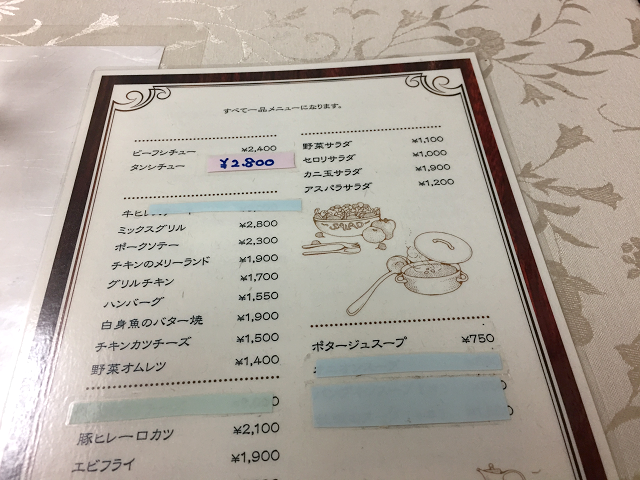 すべて一品メニューになります。
ビーフシチュー ¥2,400
タンシチュー ¥2.800
ミックスグリル ¥2,800
ポークソテー ¥2,300
チキンのメリーランド ¥1,900
グリルチキン ¥1,700
ハンバーグ ¥1,550
白身魚のバター焼 ¥1,900
チキンカツチーズ ¥1,500
野菜オムレツ ¥1,400
豚ヒレ一ロカツ ¥2,100
エビフライ ¥1,900
野菜サラダ ¥1,100
セロリサラダ ¥1,000
カニ玉サラダ ¥1,900
アスパラサラダ ¥1,200
SALAD
ポタージュスープ ¥750